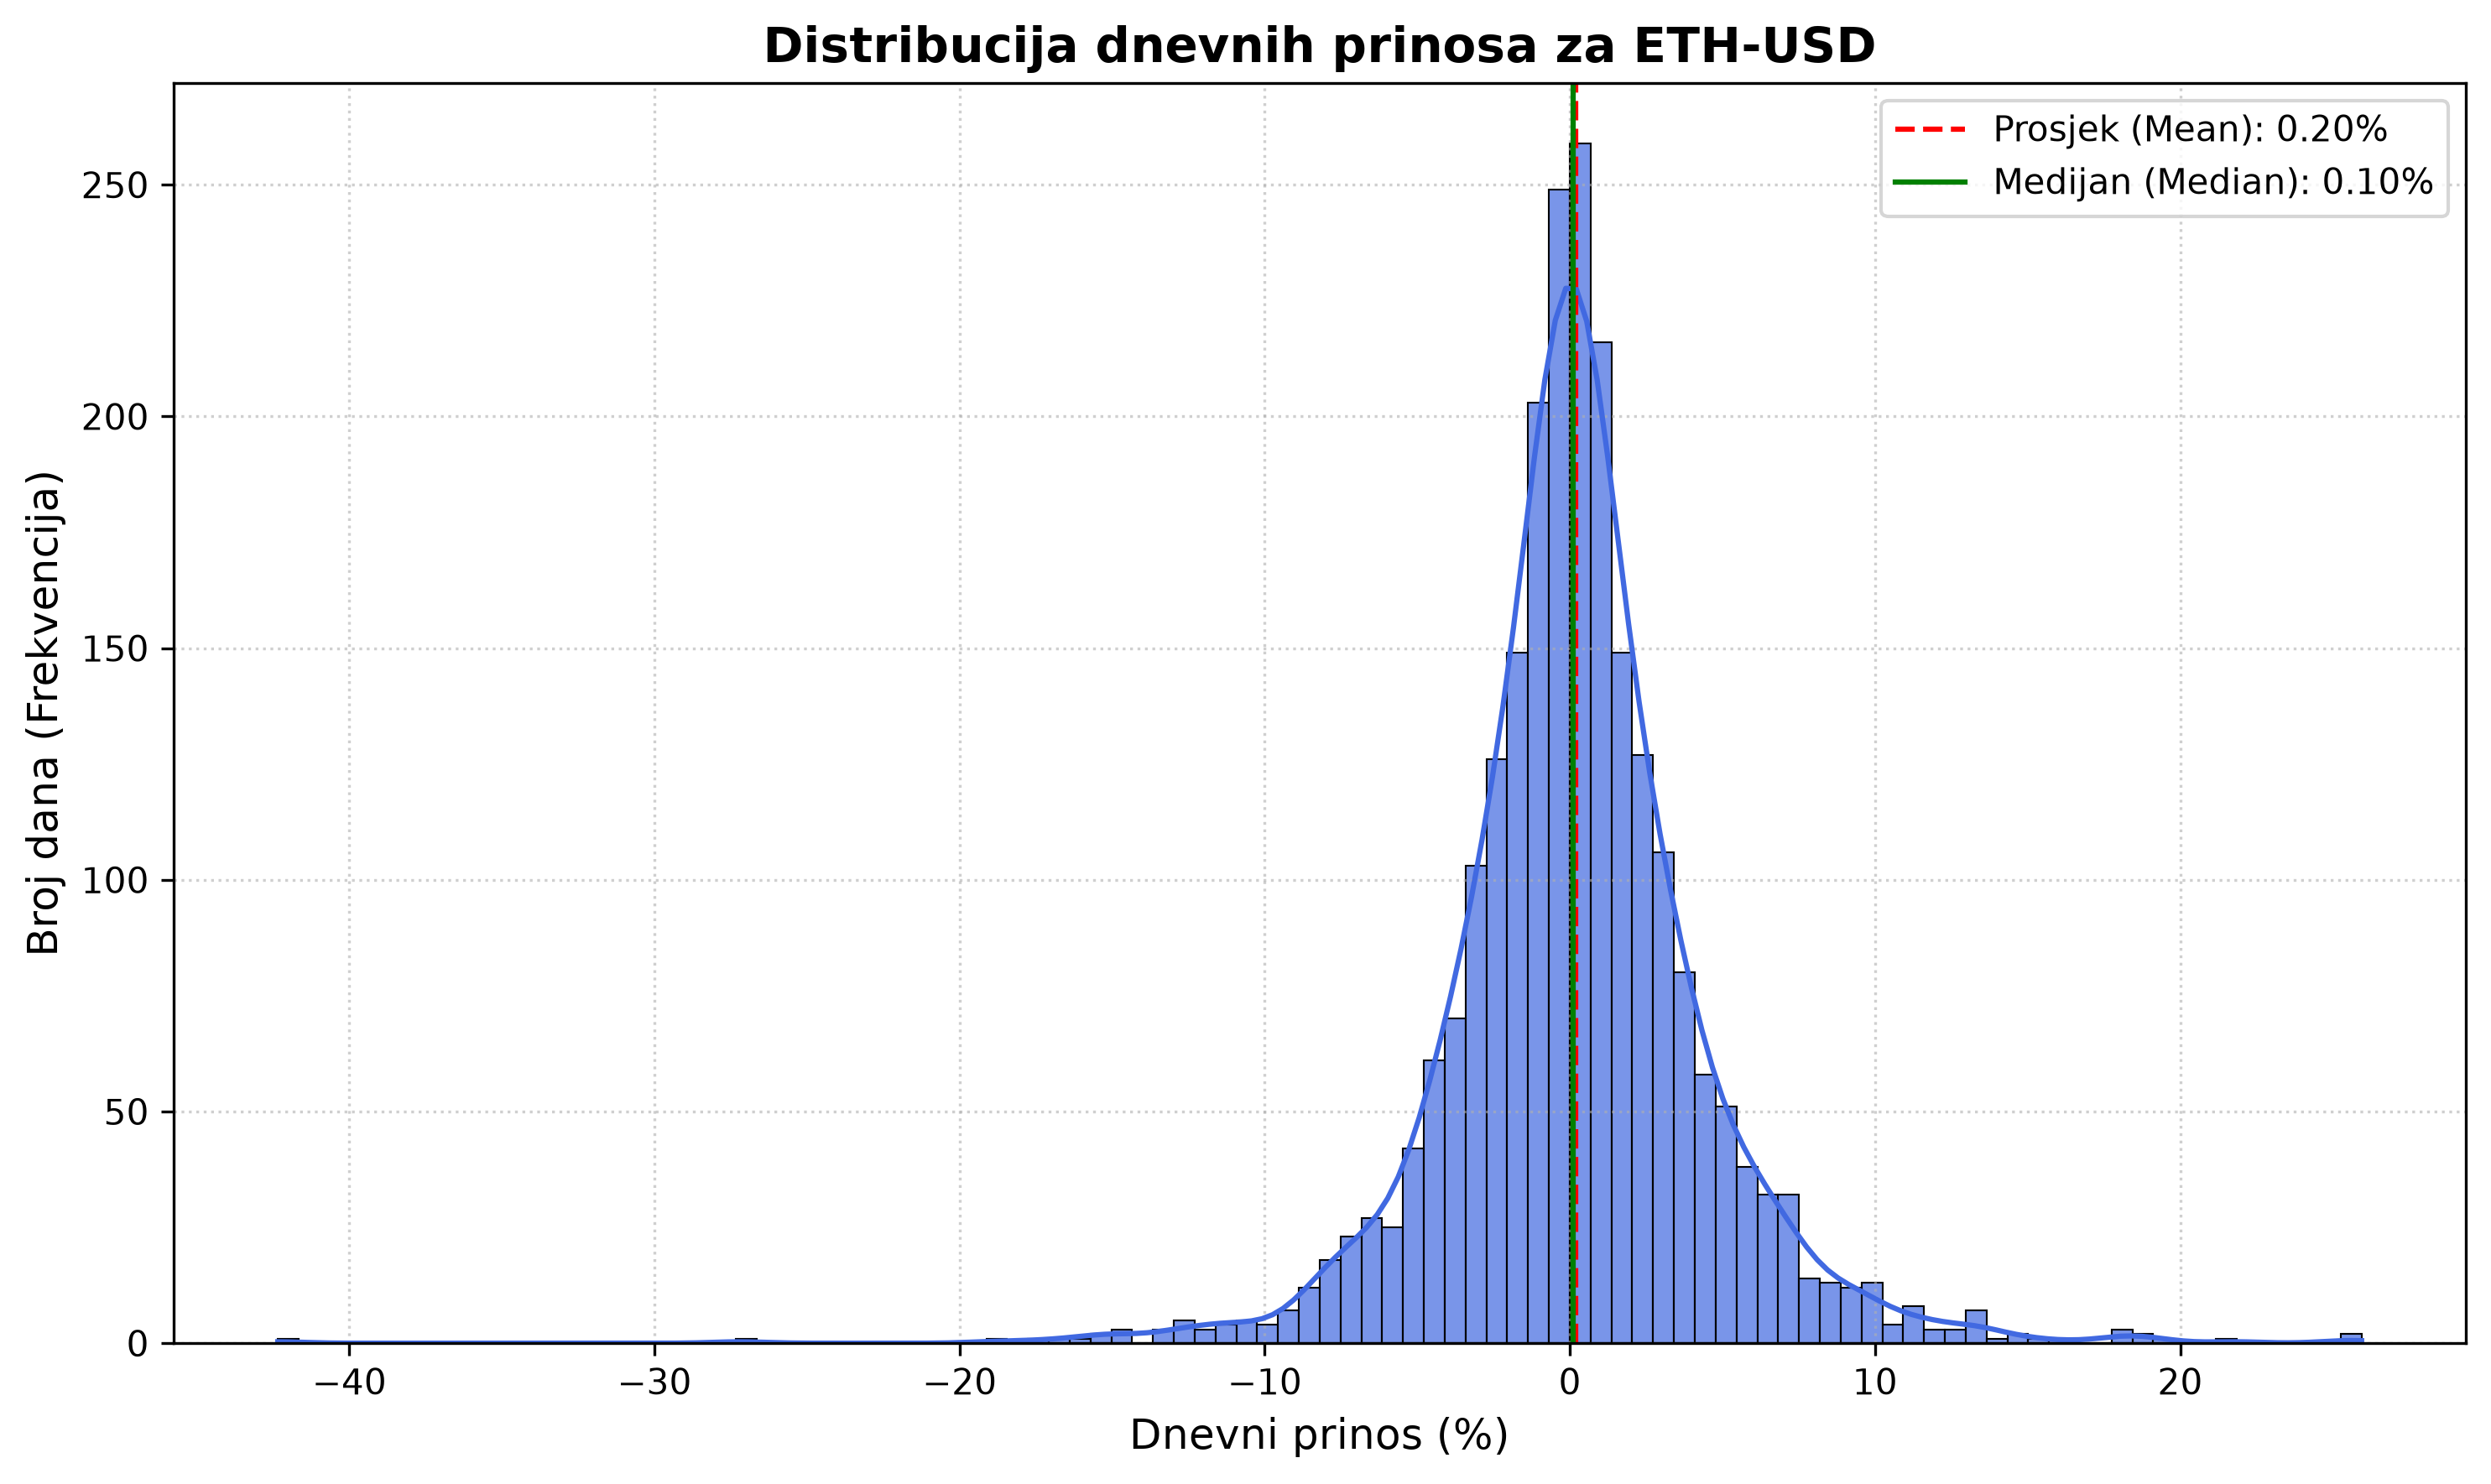 Distribucija dnevnih prinosa za ETH-USD
Prosjek (Mean): 0.20%
Medijan (Median): 0.10%
Broj dana (Frekvencija)
250
200
150
100
50
0
−40 −30 −20 −10 0 10 20
Dnevni prinos (%)